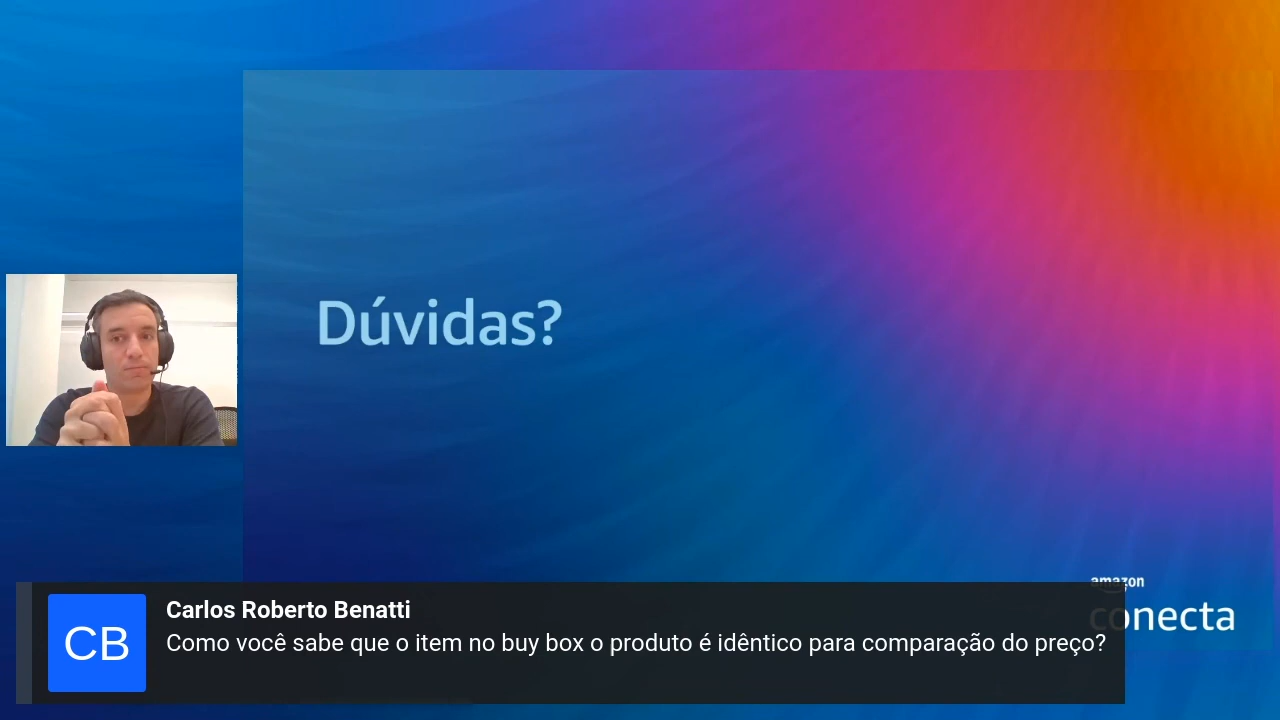 Dúvidas?
amazon
conecta
CB
Carlos Roberto Benatti
Como você sabe que o item no buy box o produto é idêntico para comparação do preço?